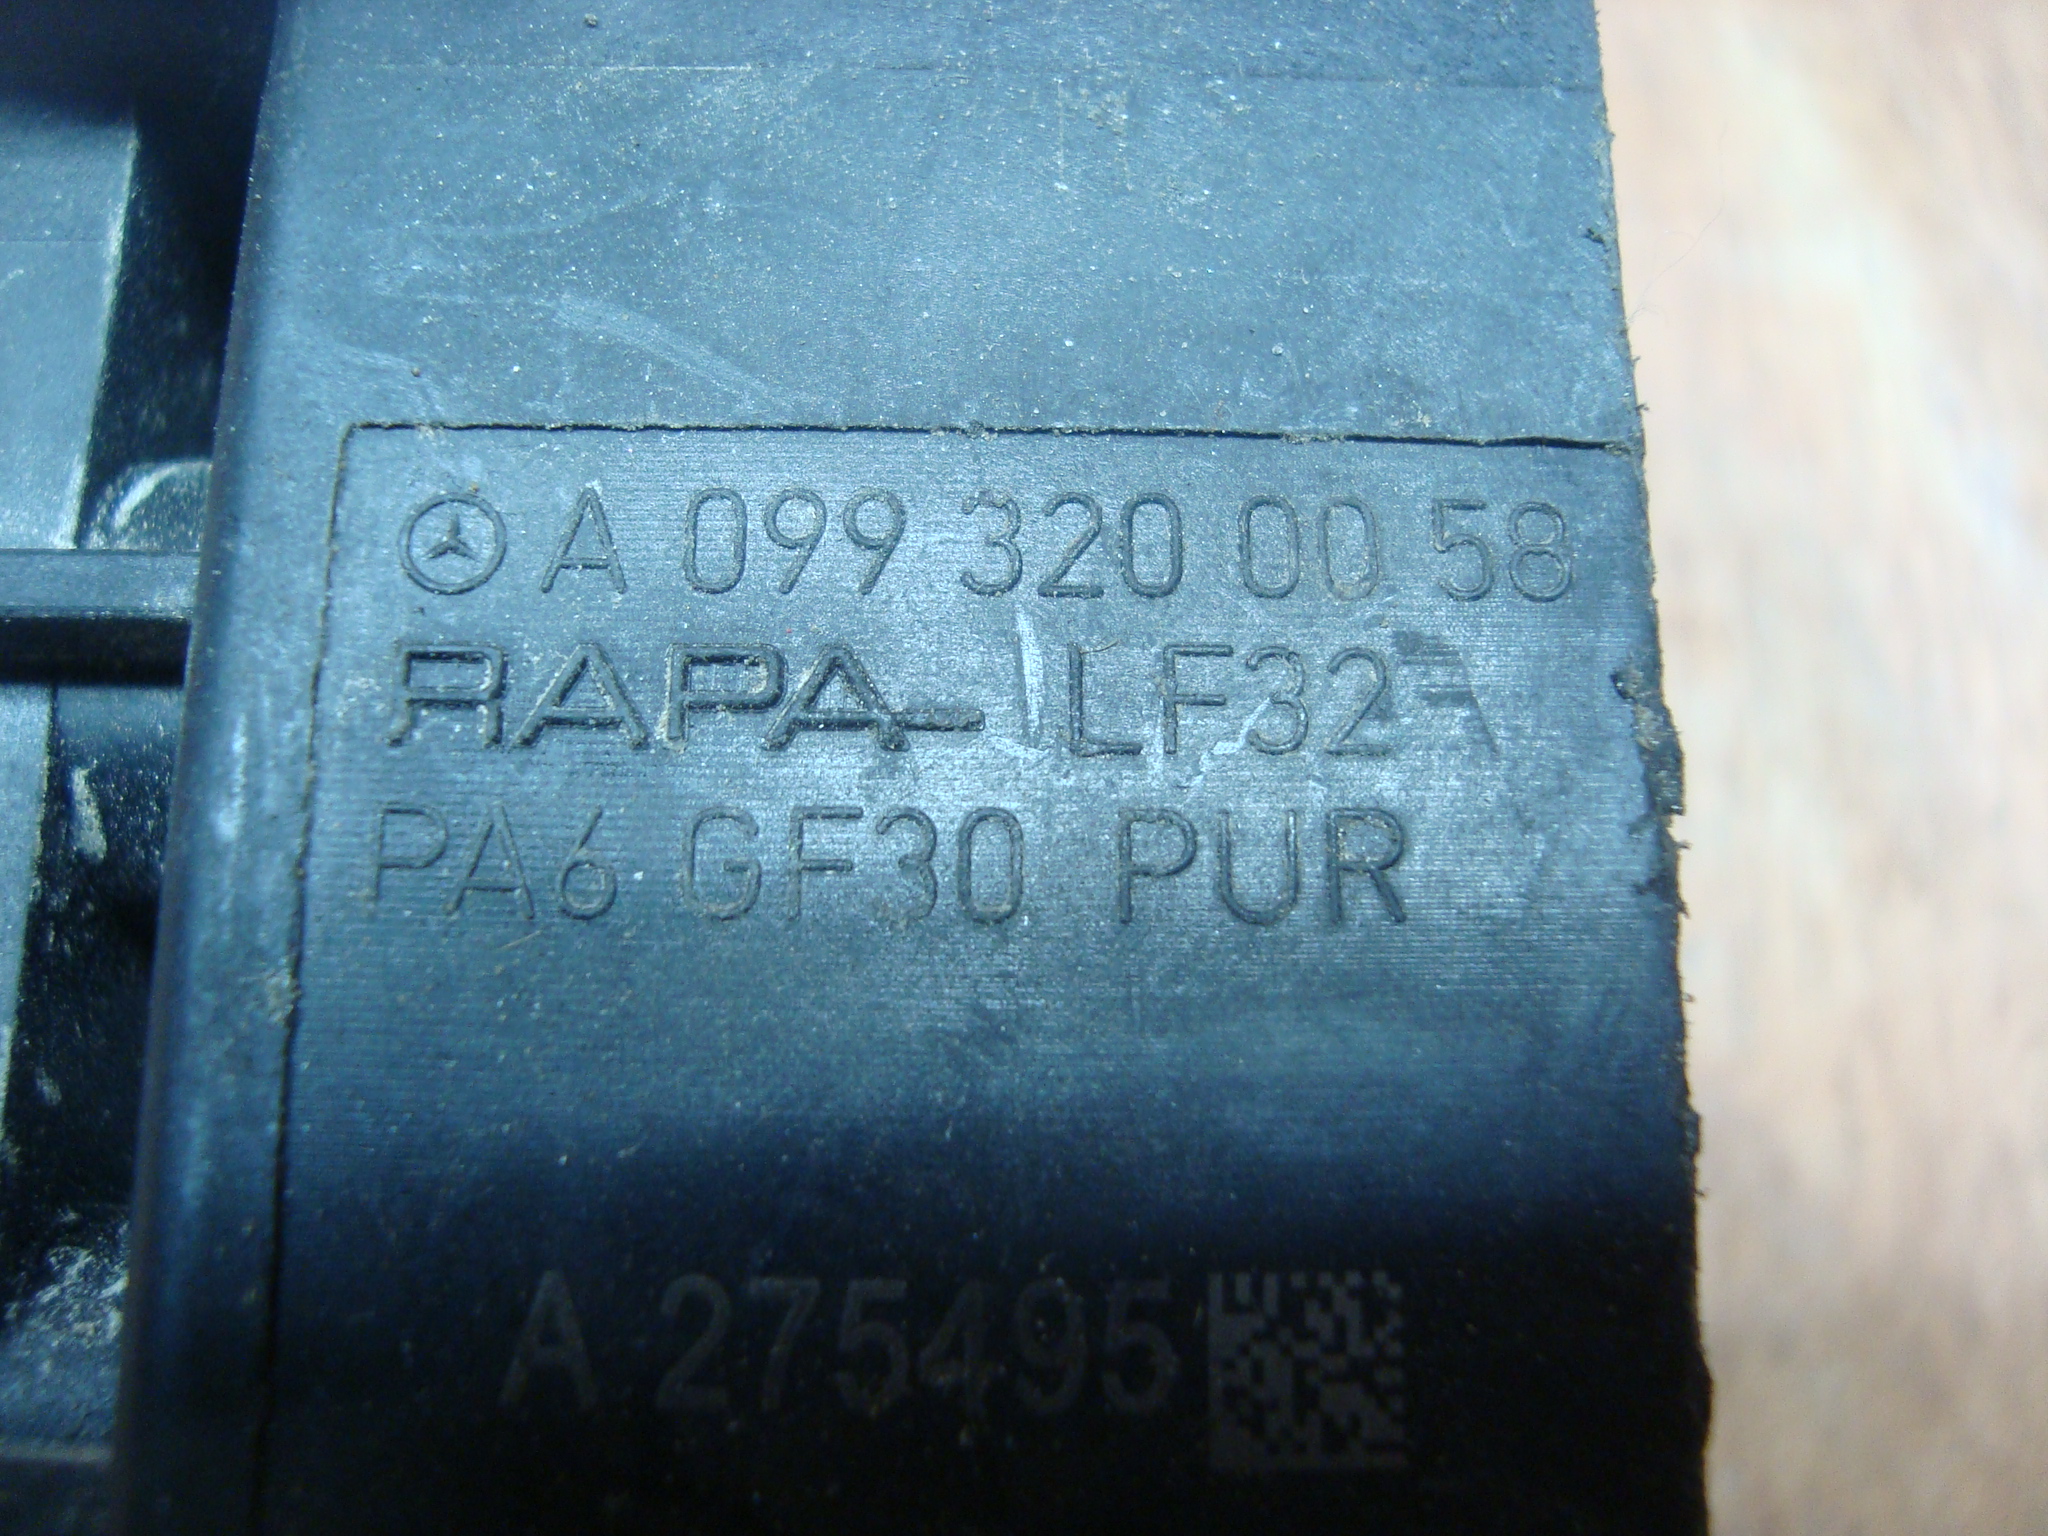 A 099 320 00 58
RAPA LF32
PA6 GF30 PUR
A 275495